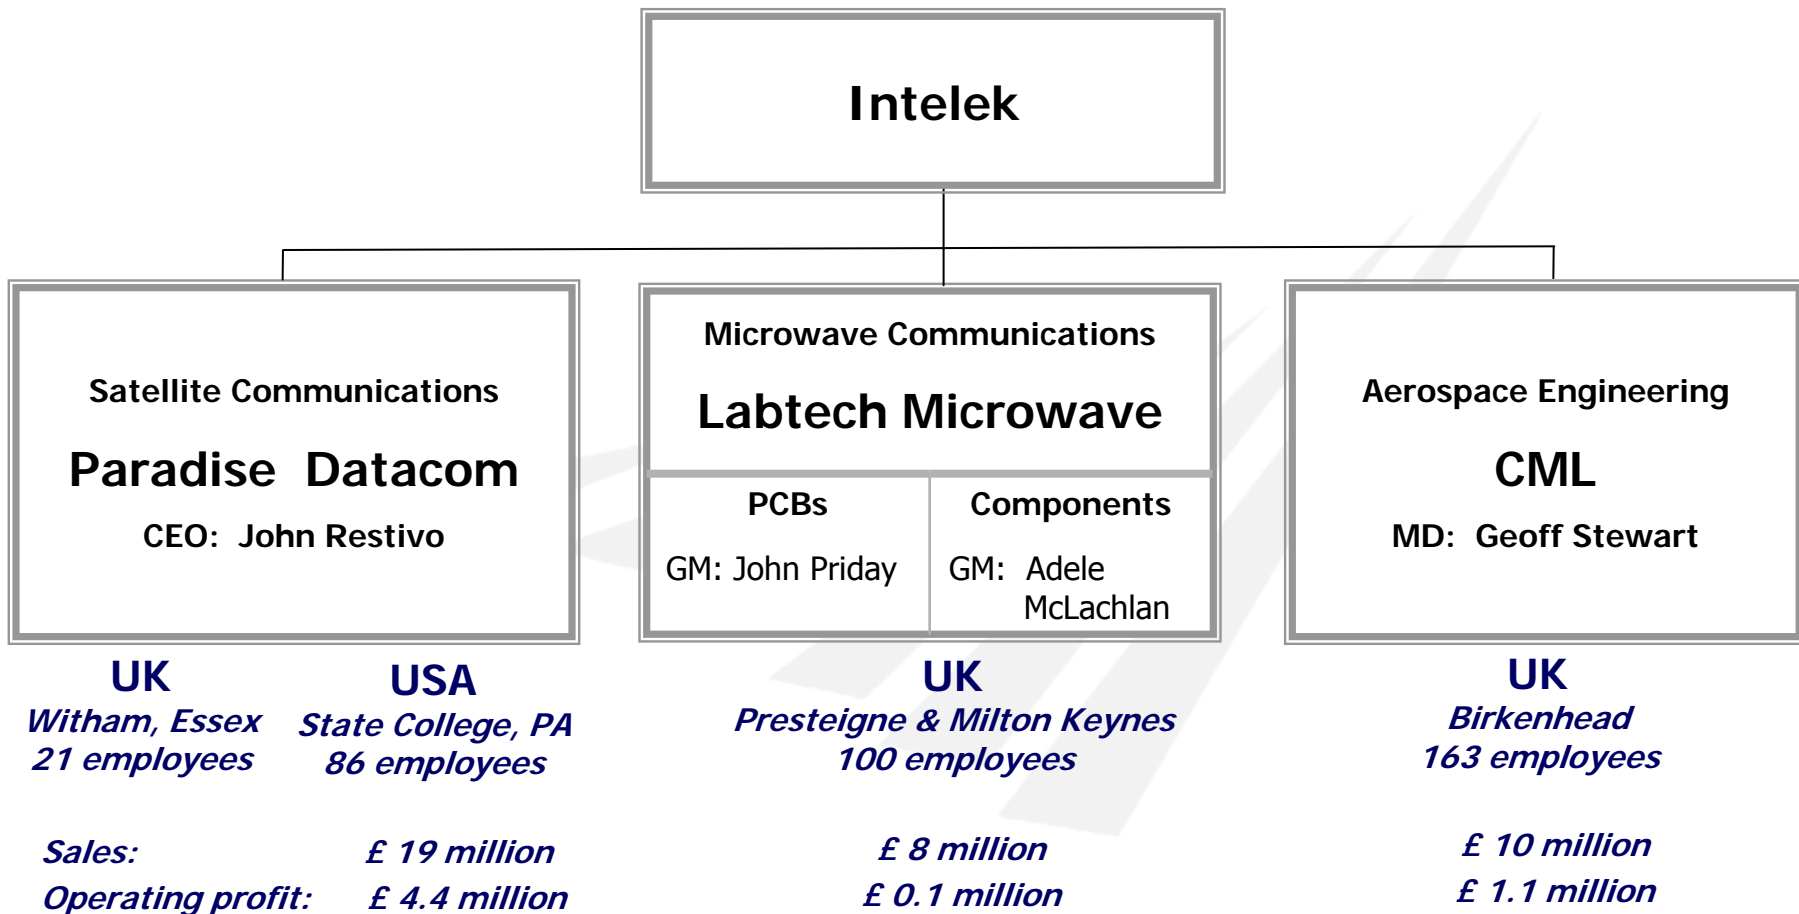 Intelek
Satellite Communications
Paradise Datacom
CEO: John Restivo
Microwave Communications
Labtech Microwave
PCBs
GM: John Priday
Components
GM: Adele
McLachlan
Aerospace Engineering
CML
MD: Geoff Stewart
UK
Witham, Essex
21 employees
USA
State College, PA
86 employees
UK
Presteigne & Milton Keynes
100 employees
UK
Birkenhead
163 employees
Sales: £ 19 million £ 8 million £ 10 million
Operating profit: £ 4.4 million £ 0.1 million £ 1.1 million